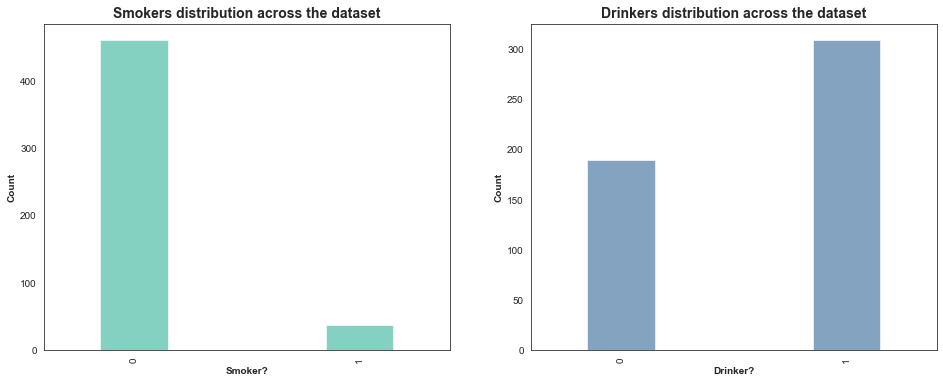 Smokers distribution across the dataset
400
300
200
100
0
Count
0
1
Smoker?
Drinkers distribution across the dataset
300
250
200
150
100
50
0
Count
0
1
Drinker?